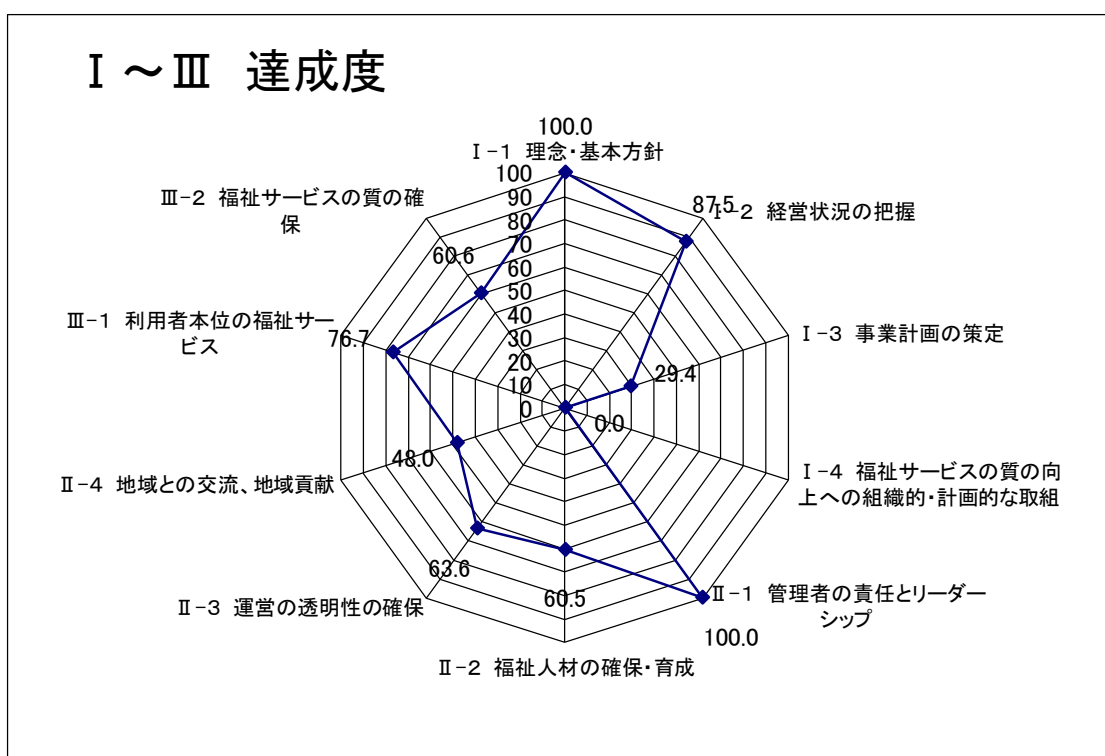 Ⅰ～Ⅲ 達成度
100.0
Ⅰ-1 理念・基本方針
87.5
Ⅰ-2 経営状況の把握
Ⅰ-3 事業計画の策定
29.4
0.0
Ⅰ-4 福祉サービスの質の向
上への組織的・計画的な取組
Ⅱ-1 管理者の責任とリーダー
シップ
100.0
60.5
Ⅱ-2 福祉人材の確保・育成
63.6
Ⅱ-3 運営の透明性の確保
48.0
Ⅱ-4 地域との交流、地域貢献
Ⅲ-1 利用者本位の福祉サー
ビス
76.7
Ⅲ-2 福祉サービスの質の確
保
60.6
100
90
80
70
60
50
40
30
20
10
0